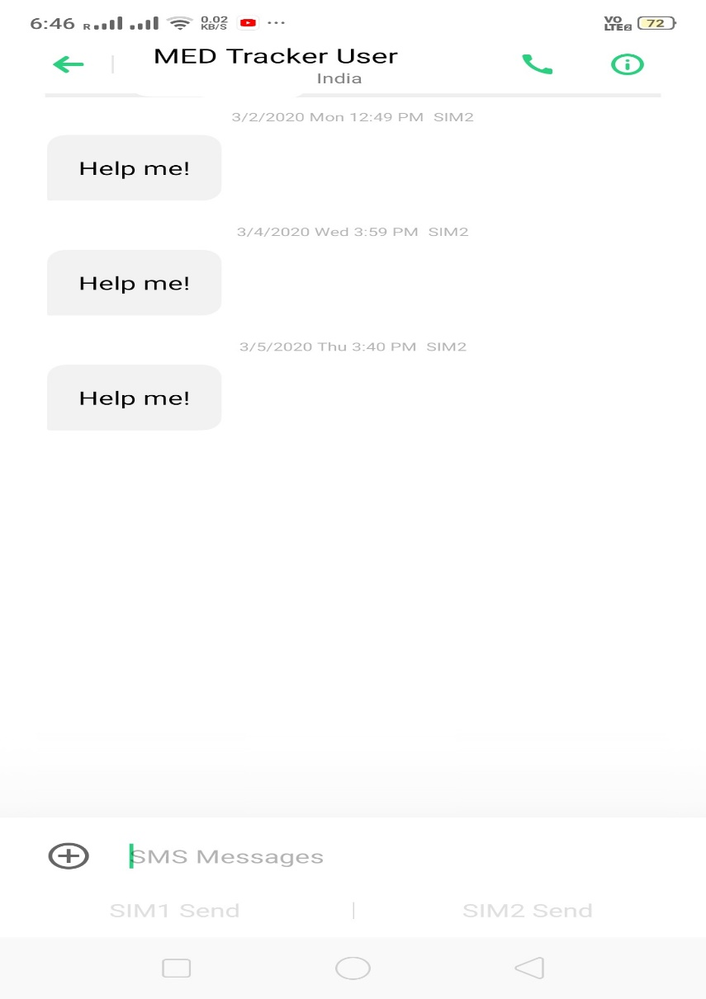 6:46 R 0.02 KB/S ... VO LTE2 72
MED Tracker User
India
3/2/2020 Mon 12:49 PM SIM2
Help me!
3/4/2020 Wed 3:59 PM SIM2
Help me!
3/5/2020 Thu 3:40 PM SIM2
Help me!
SMS Messages
SIM1 Send | SIM2 Send